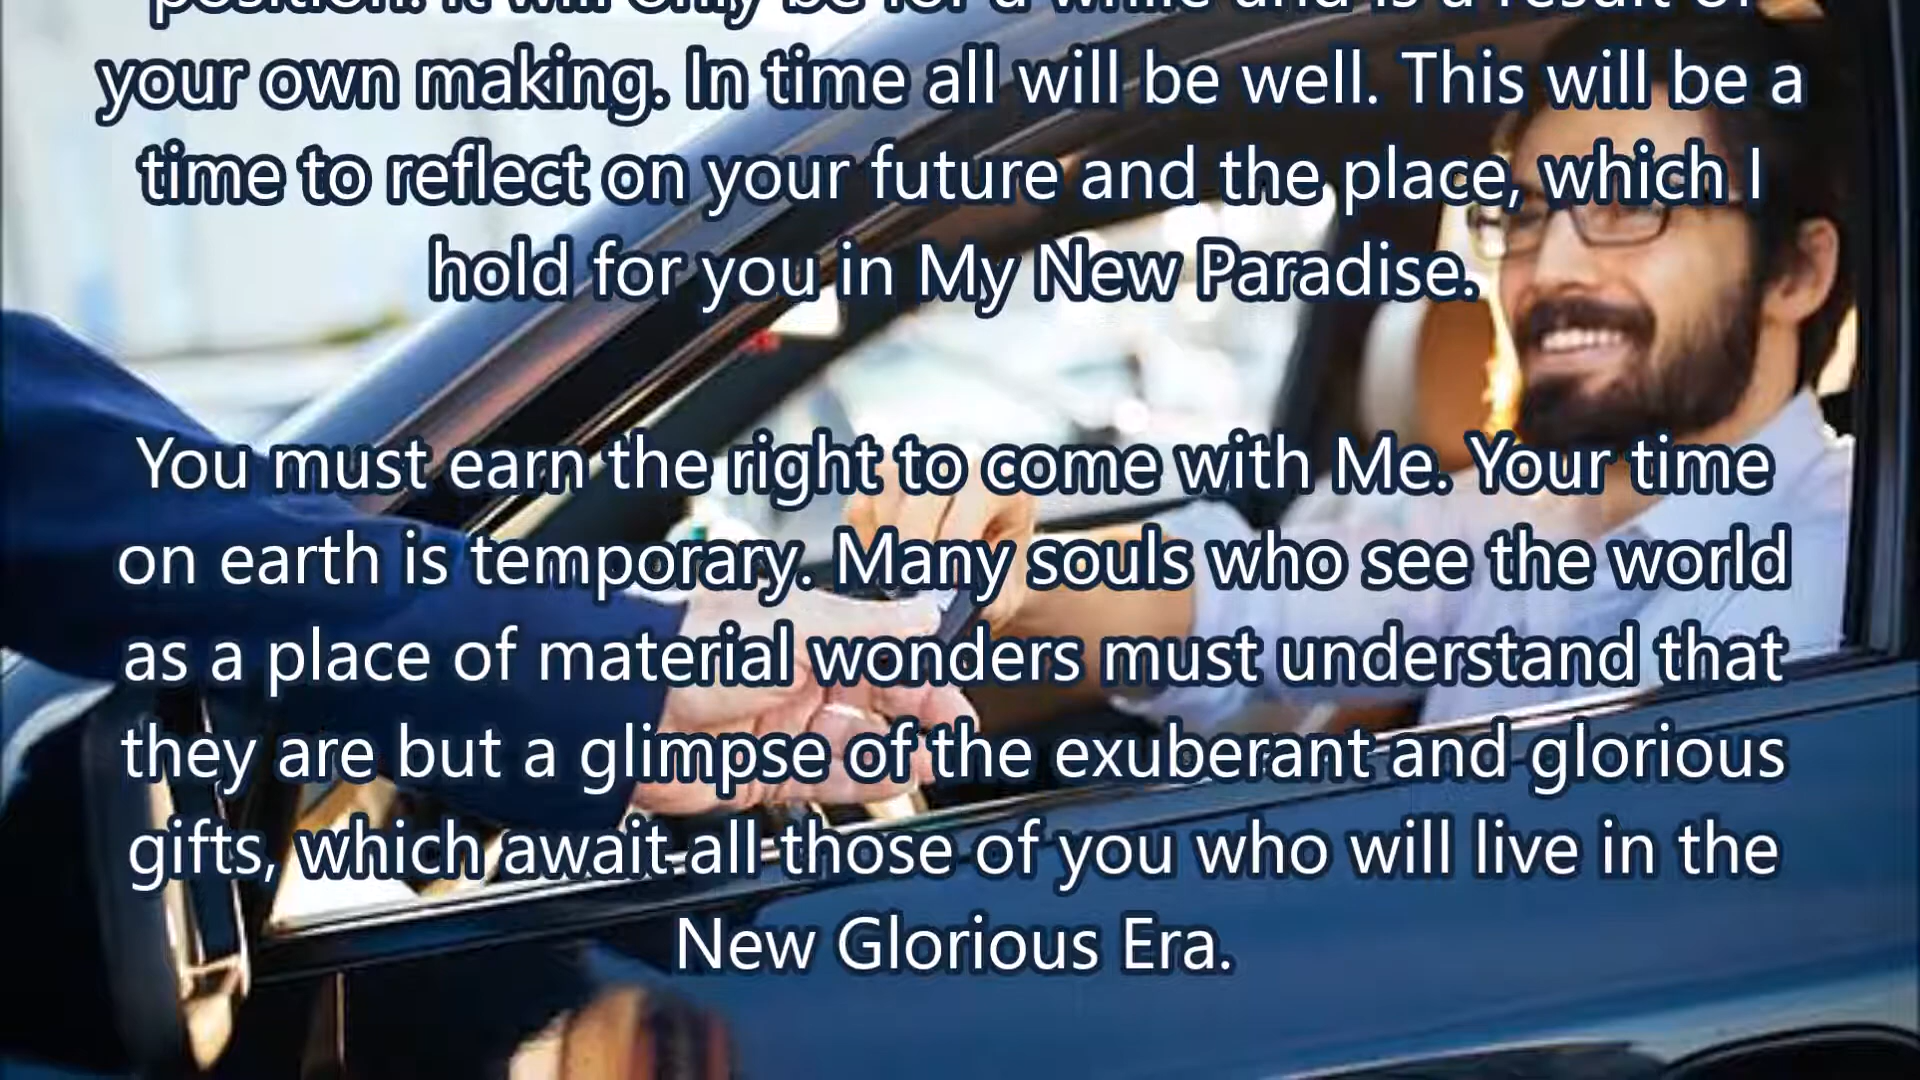 position. It will only be for a while and is a result of
your own making. In time all will be well. This will be a
time to reflect on your future and the place, which I
hold for you in My New Paradise.
You must earn the right to come with Me. Your time
on earth is temporary. Many souls who see the world
as a place of material wonders must understand that
they are but a glimpse of the exuberant and glorious
gifts, which await all those of you who will live in the
New Glorious Era.